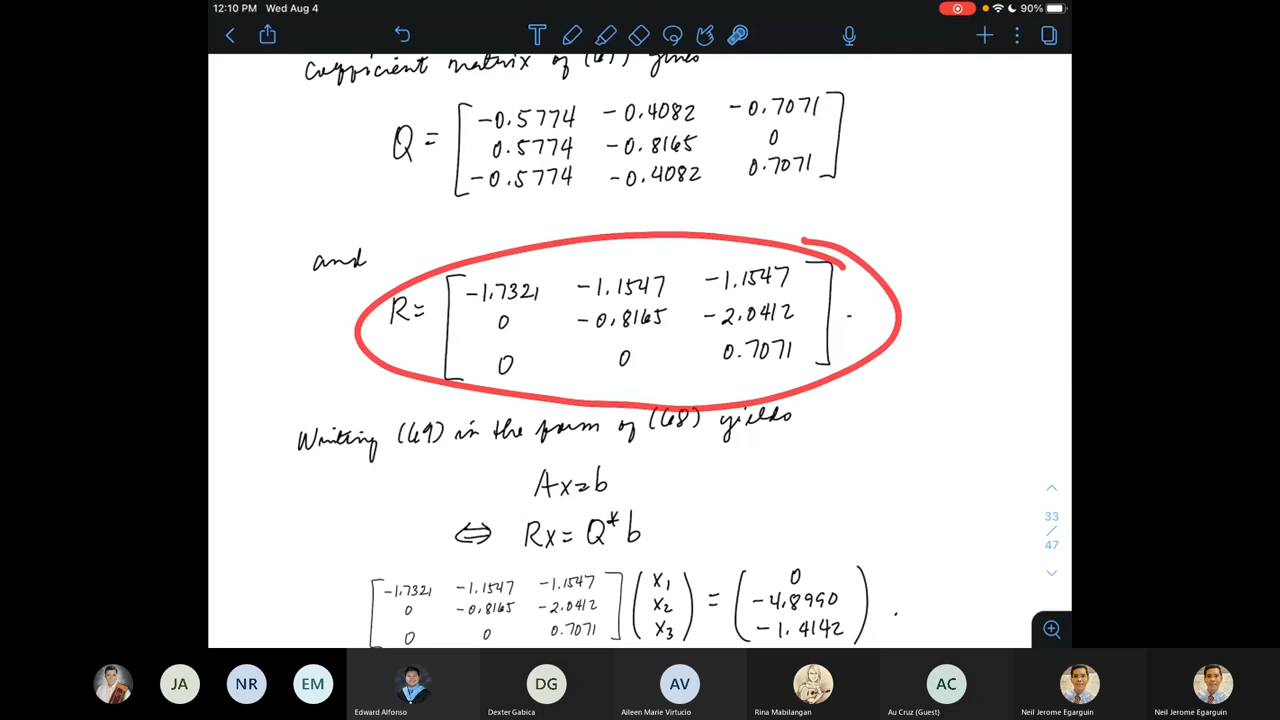 12:10 PM Wed Aug 4
90%
Coefficient matrix of (67) gives
Q = [ -0.5774 -0.4082 -0.7071
0.5774 -0.8165 0
-0.5774 -0.4082 0.7071 ]
and
R = [ -1.7321 -1.1547 -1.1547
0 -0.8165 -2.0412
0 0 0.7071 ] .
Writing (69) in the form of (68) yields
Ax=b
⇔ Rx = Q* b
[ -1.7321 -1.1547 -1.1547 ] ( x₁ ) = ( 0 )
0 -0.8165 -2.0412 x₂ -4.8990
0 0 0.7071 x₃ -1.4142 .
33
/
47
JA
NR
EM
DG
AV
AC
Edward Alfonso
Dexter Gabica
Aileen Marie Virtucio
Rina Mabilangan
Au Cruz (Guest)
Neil Jerome Egarguin
Neil Jerome Egarguin